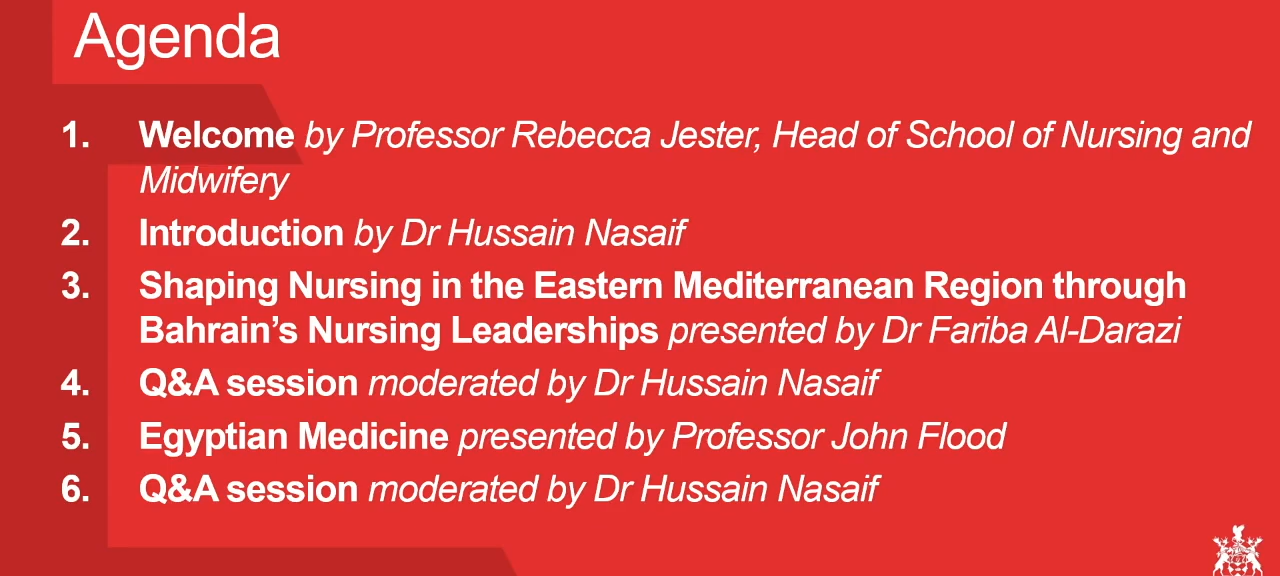 Agenda
1. Welcome by Professor Rebecca Jester, Head of School of Nursing and
Midwifery
2. Introduction by Dr Hussain Nasaif
3. Shaping Nursing in the Eastern Mediterranean Region through
Bahrain’s Nursing Leaderships presented by Dr Fariba Al-Darazi
4. Q&A session moderated by Dr Hussain Nasaif
5. Egyptian Medicine presented by Professor John Flood
6. Q&A session moderated by Dr Hussain Nasaif